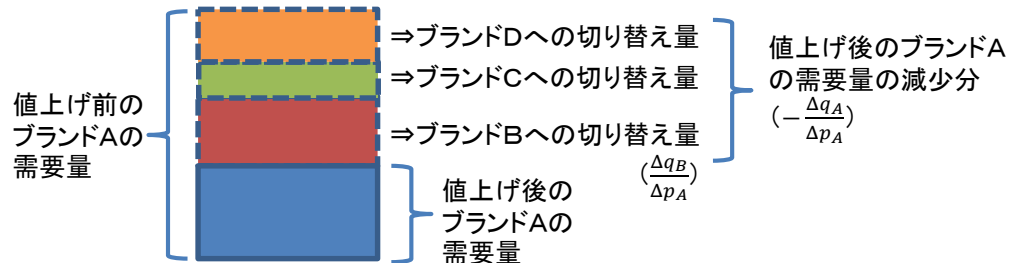 値上げ前の
ブランドAの
需要量
⇒ブランドDへの切り替え量
⇒ブランドCへの切り替え量
⇒ブランドBへの切り替え量
(Δq_B/Δp_A)
値上げ後の
ブランドAの
需要量
値上げ後のブランドA
の需要量の減少分
(−Δq_A/Δp_A)